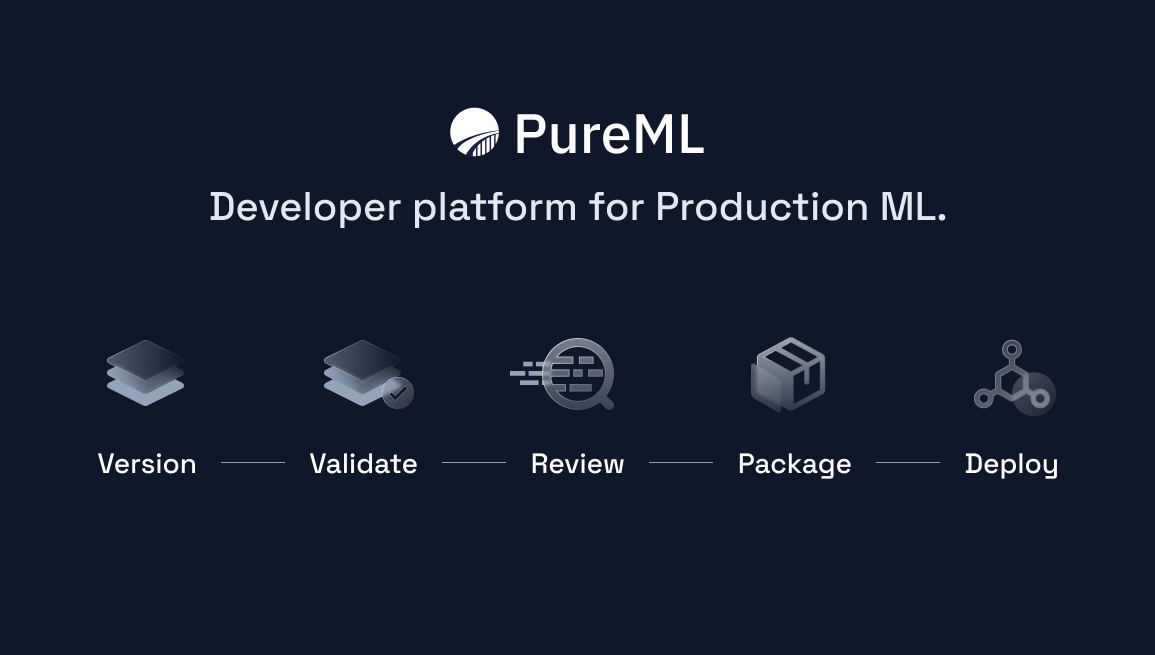 PureML
Developer platform for Production ML.
Version
Validate
Review
Package
Deploy